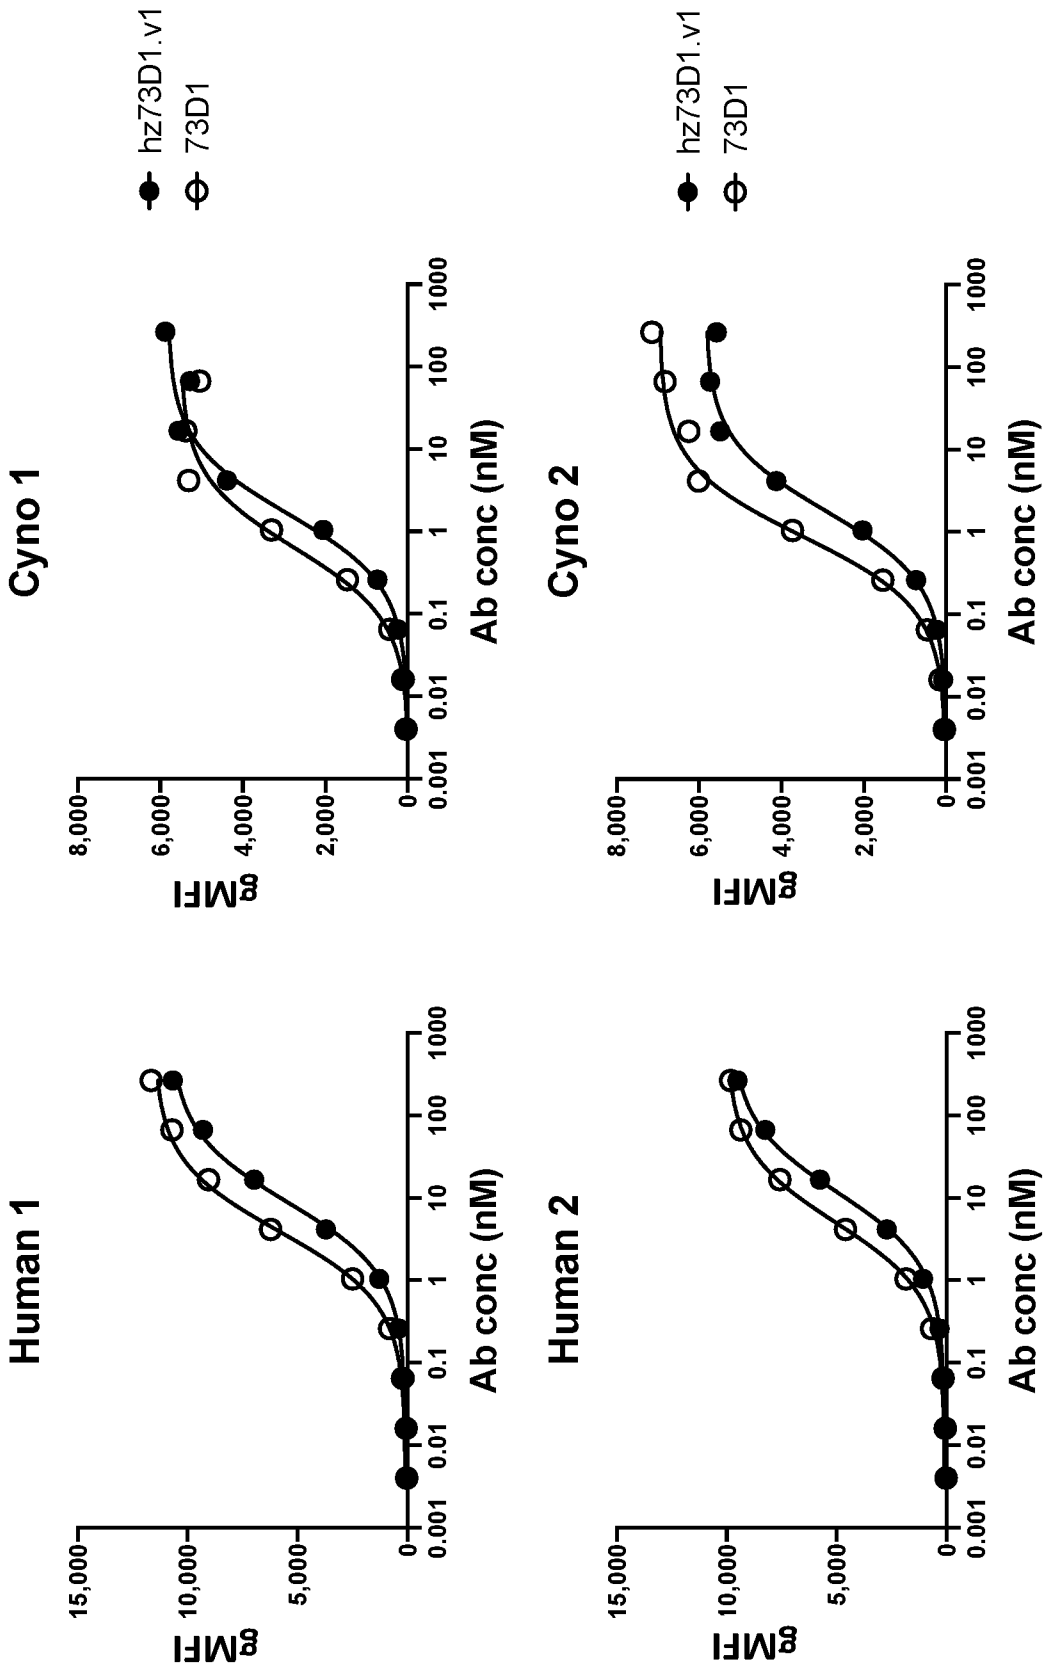 Human 1
gMFI
15,000
10,000
5,000
0
0.001
0.01
0.1
1
10
100
1000
Ab conc (nM)
Cyno 1
gMFI
8,000
6,000
4,000
2,000
0
0.001
0.01
0.1
1
10
100
1000
Ab conc (nM)
hz73D1.v1
73D1
Human 2
gMFI
15,000
10,000
5,000
0
0.001
0.01
0.1
1
10
100
1000
Ab conc (nM)
Cyno 2
gMFI
8,000
6,000
4,000
2,000
0
0.001
0.01
0.1
1
10
100
1000
Ab conc (nM)
hz73D1.v1
73D1